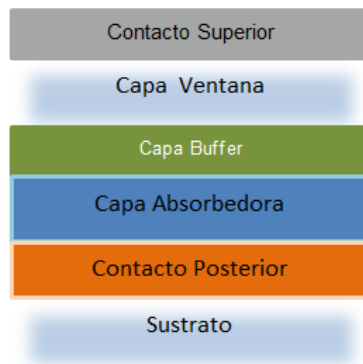 Contacto Superior
Capa Ventana
Capa Buffer
Capa Absorbedora
Contacto Posterior
Sustrato